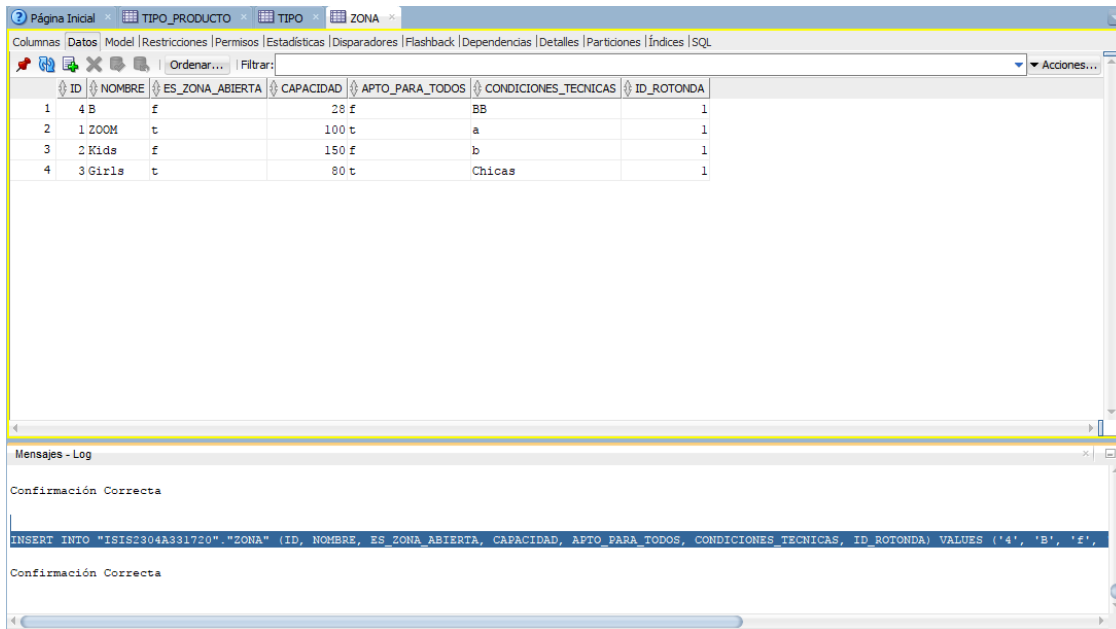 Página Inicial TIPO_PRODUCTO TIPO ZONA
Columnas Datos Model Restricciones Permisos Estadísticas Disparadores Flashback Dependencias Detalles Particiones Índices SQL
Ordenar... Filtrar: Acciones...
ID NOMBRE ES_ZONA_ABIERTA CAPACIDAD APTO_PARA_TODOS CONDICIONES_TECNICAS ID_ROTONDA
1 4 B f 28 f BB 1
2 1 ZOOM t 100 t a 1
3 2 Kids f 150 f b 1
4 3 Girls t 80 t Chicas 1
Mensajes - Log
Confirmación Correcta
INSERT INTO "ISIS2304A331720"."ZONA" (ID, NOMBRE, ES_ZONA_ABIERTA, CAPACIDAD, APTO_PARA_TODOS, CONDICIONES_TECNICAS, ID_ROTONDA) VALUES ('4', 'B', 'f',
Confirmación Correcta